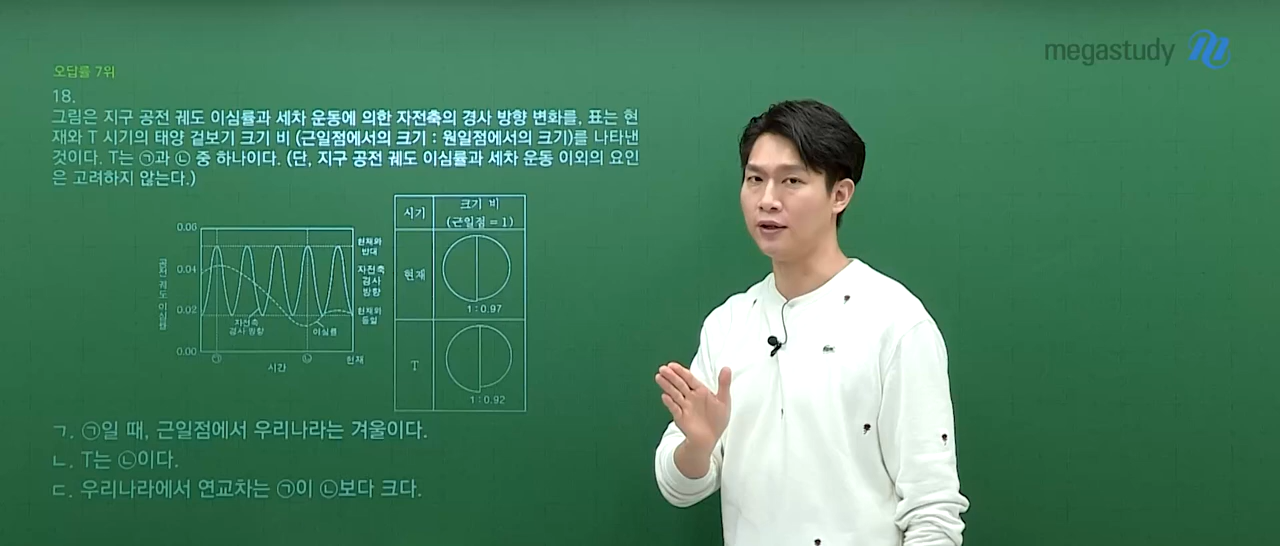 megastudy
오답률 7위
18.
그림은 지구 공전 궤도 이심률과 세차 운동에 의한 자전축의 경사 방향 변화를, 표는 현
재와 T 시기의 태양 겉보기 크기 비 (근일점에서의 크기 : 원일점에서의 크기)를 나타낸
것이다. T는 ㉠과 ㉡ 중 하나이다. (단, 지구 공전 궤도 이심률과 세차 운동 이외의 요인
은 고려하지 않는다.)
공전 궤도 이심률
0.06
0.04
0.02
0.00
자전축
경사 방향
이심률
㉠
㉡
현재
시간
현재와
반대
자전축
경사
방향
현재와
동일
시기
크기 비
(근일점 = 1)
현재
1:0.97
T
1:0.92
ㄱ. ㉠일 때, 근일점에서 우리나라는 겨울이다.
ㄴ. T는 ㉡이다.
ㄷ. 우리나라에서 연교차는 ㉠이 ㉡보다 크다.